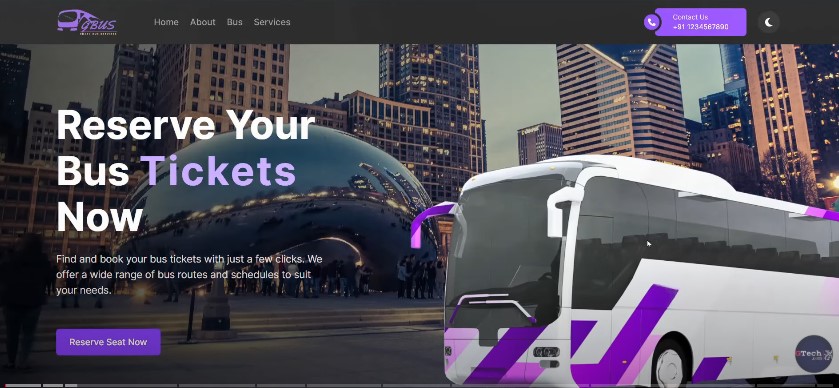 GBUS
Home About Bus Services
Contact Us
+91 1234567890
Reserve Your
Bus Tickets
Now
Find and book your bus tickets with just a few clicks. We
offer a wide range of bus routes and schedules to suit
your needs.
Reserve Seat Now